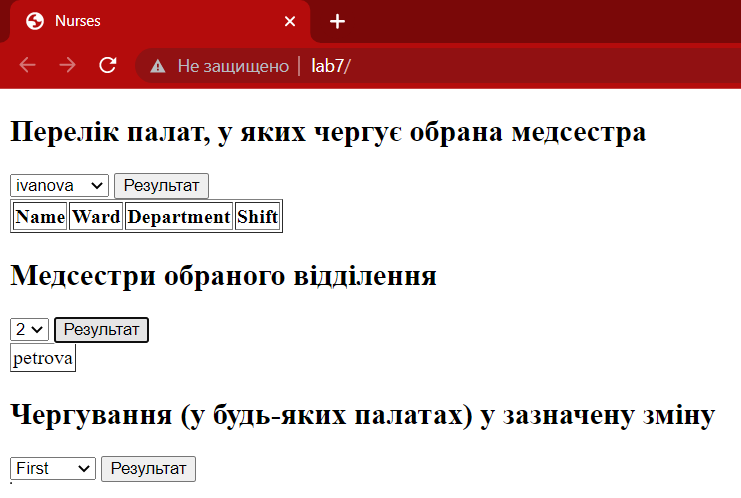 Nurses
Не защищено | lab7/
Перелік палат, у яких чергує обрана медсестра
ivanova Результат
Name Ward Department Shift
Медсестри обраного відділення
2 Результат
petrova
Чергування (у будь-яких палатах) у зазначену зміну
First Результат